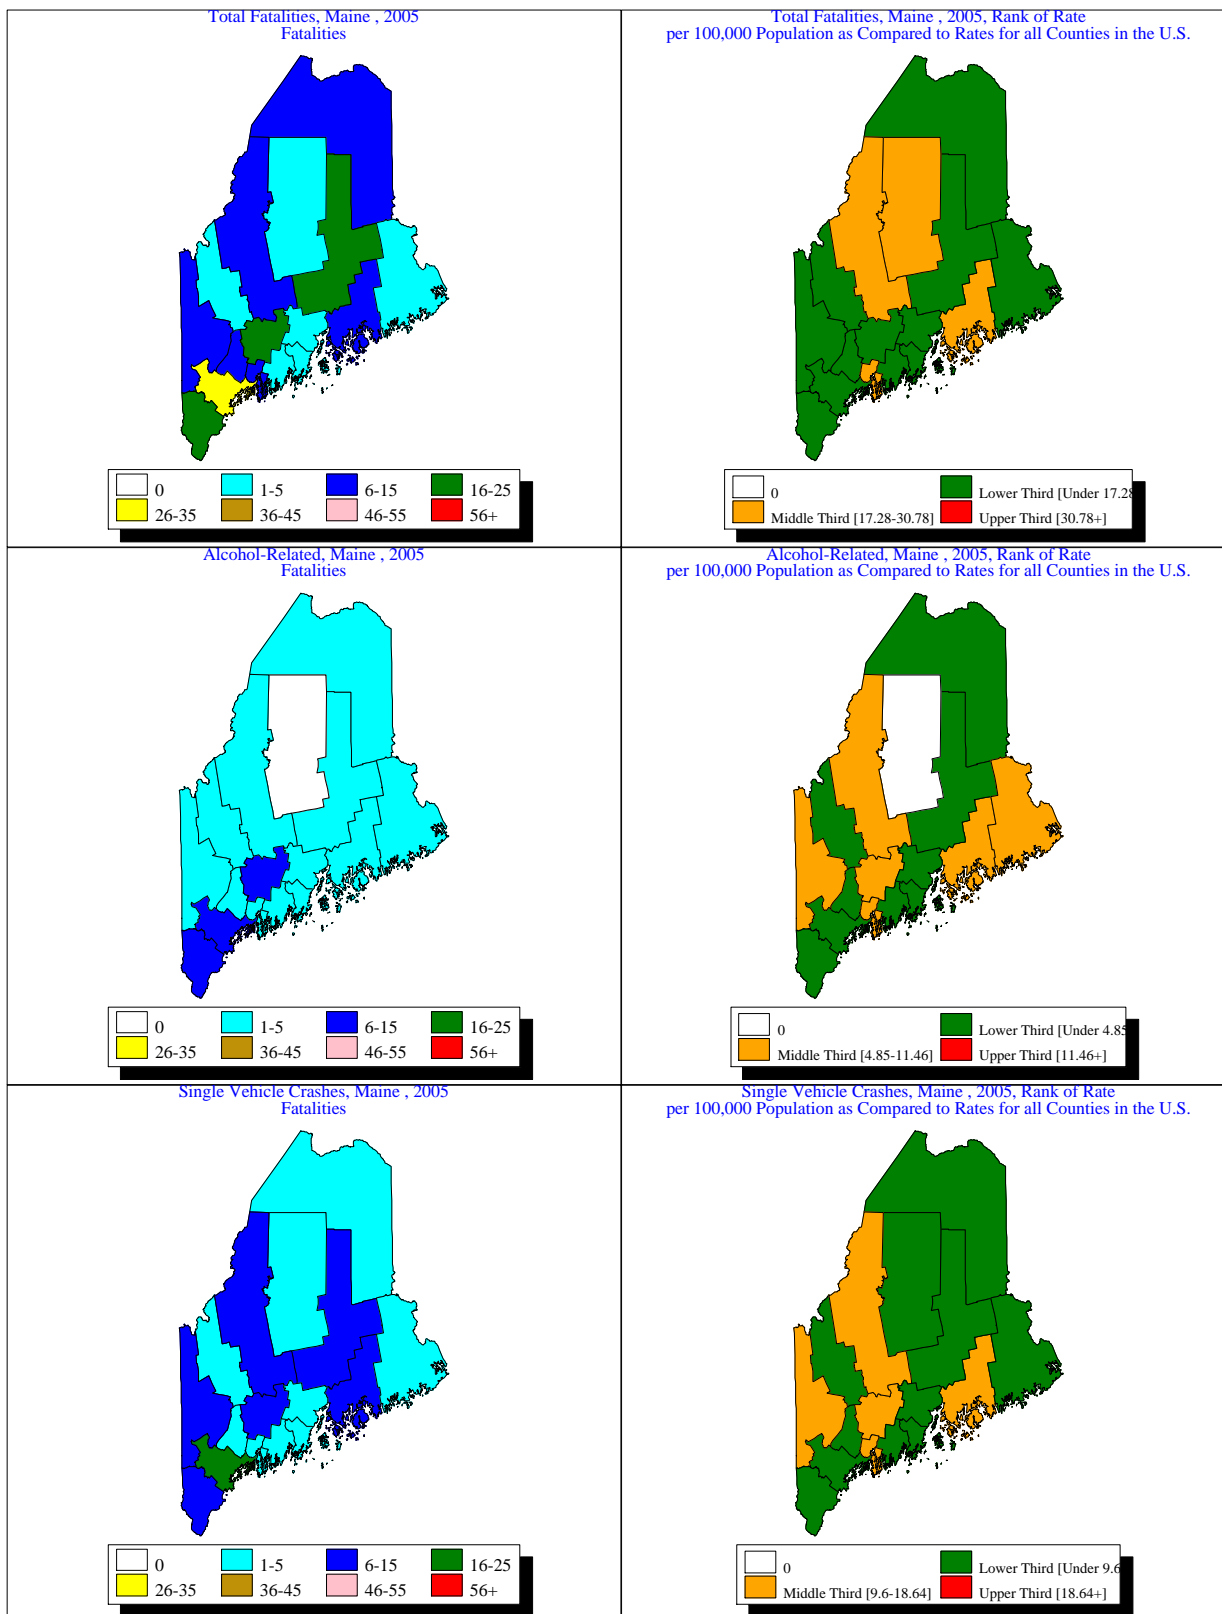 Total Fatalities, Maine , 2005
Fatalities
0
1-5
6-15
16-25
26-35
36-45
46-55
56+
Total Fatalities, Maine , 2005, Rank of Rate
per 100,000 Population as Compared to Rates for all Counties in the U.S.
0
Lower Third [Under 17.28
Middle Third [17.28-30.78]
Upper Third [30.78+]
Alcohol-Related, Maine , 2005
Fatalities
0
1-5
6-15
16-25
26-35
36-45
46-55
56+
Alcohol-Related, Maine , 2005, Rank of Rate
per 100,000 Population as Compared to Rates for all Counties in the U.S.
0
Lower Third [Under 4.85
Middle Third [4.85-11.46]
Upper Third [11.46+]
Single Vehicle Crashes, Maine , 2005
Fatalities
0
1-5
6-15
16-25
26-35
36-45
46-55
56+
Single Vehicle Crashes, Maine , 2005, Rank of Rate
per 100,000 Population as Compared to Rates for all Counties in the U.S.
0
Lower Third [Under 9.6
Middle Third [9.6-18.64]
Upper Third [18.64+]